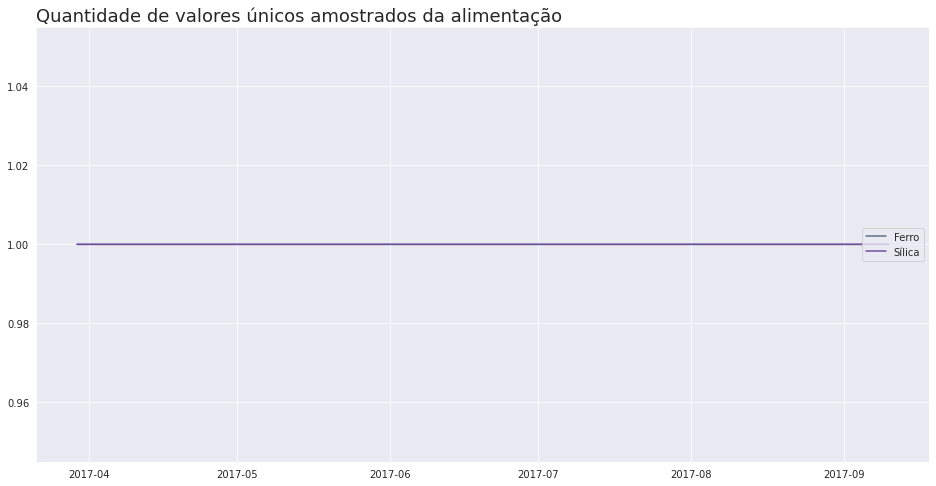 Quantidade de valores únicos amostrados da alimentação
1.04
1.02
1.00
0.98
0.96
Ferro
Sílica
2017-04 2017-05 2017-06 2017-07 2017-08 2017-09